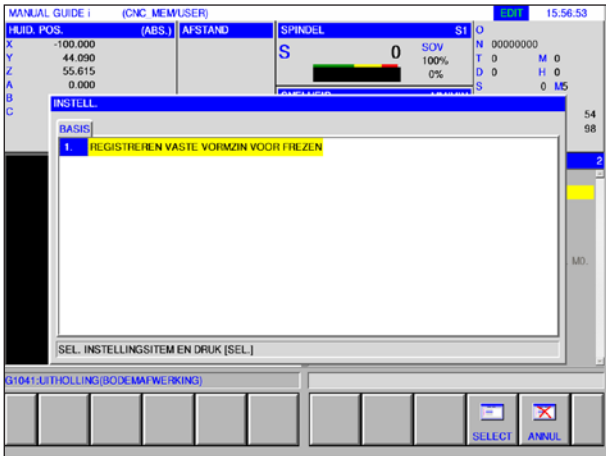 MANUAL GUIDE i (CNC_MEM/USER) EDIT 15:56:53
HUID. POS. (ABS.) AFSTAND SPINDEL S1 O
X -100.000 S 0 SOV N 00000000
Y 44.090 100% T 0 M 0
Z 55.615 0% D 0 H 0
A 0.000 S 0 M5
B
C 54
98
INSTELL.
BASIS
1. REGISTREREN VASTE VORMZIN VOOR FREZEN
2
M0.
SEL. INSTELLINGSITEM EN DRUK [SEL.]
G1041:UITHOLLING(BODEMAFWERKING)
SELECT ANNUL